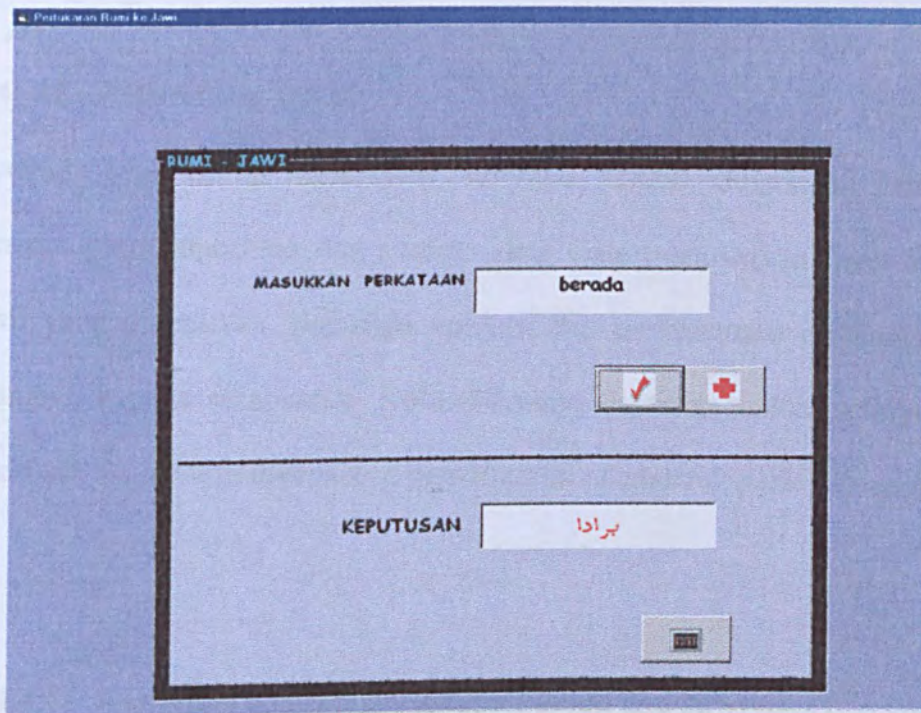 Pertukaran Rumi ke Jawi
RUMI - JAWI
MASUKKAN PERKATAAN berada
KEPUTUSAN برادا